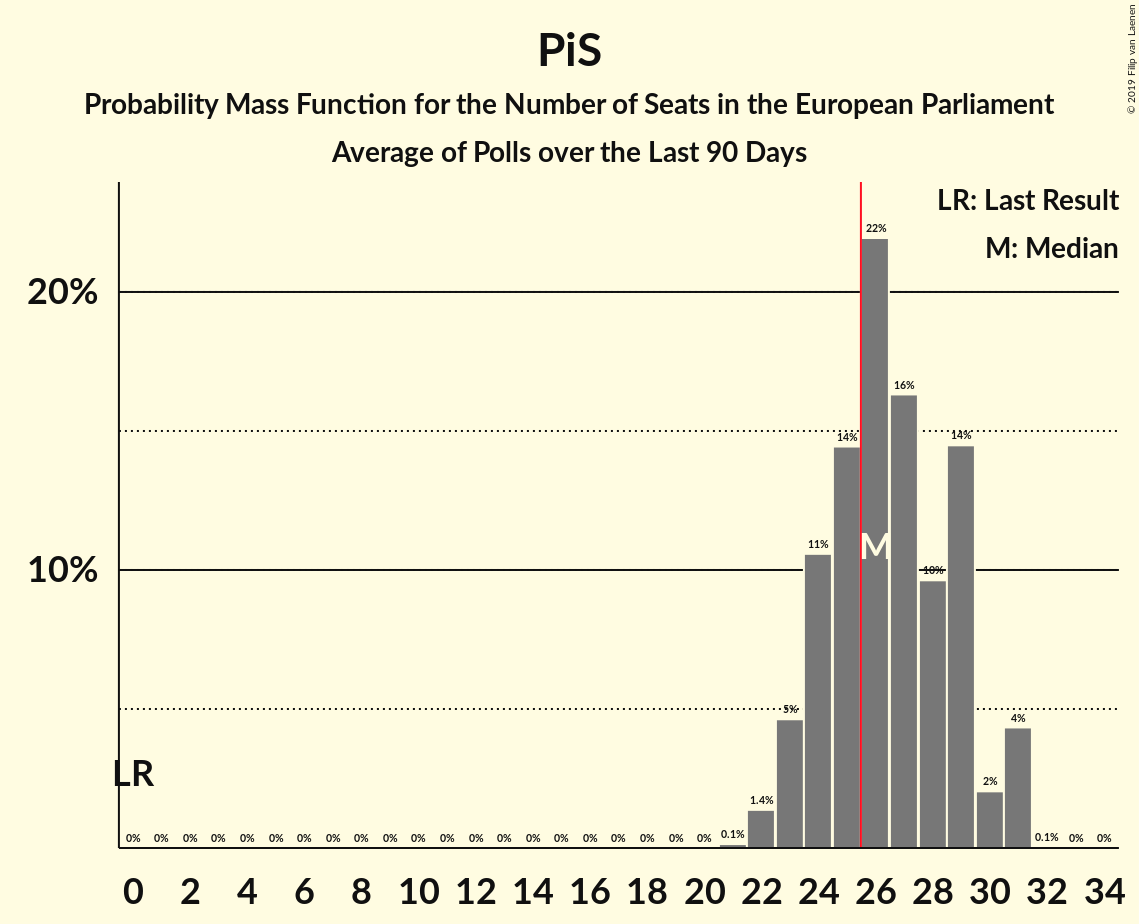 PiS
Probability Mass Function for the Number of Seats in the European Parliament
Average of Polls over the Last 90 Days
© 2019 Filip van Laenen
LR: Last Result
M: Median
20%
10%
22%
16%
14%
14%
11%
10%
5%
4%
2%
1.4%
0.1%
0.1%
M
LR
0% 0% 0% 0% 0% 0% 0% 0% 0% 0% 0% 0% 0% 0% 0% 0% 0% 0% 0% 0% 0% 0% 0%
0 2 4 6 8 10 12 14 16 18 20 22 24 26 28 30 32 34